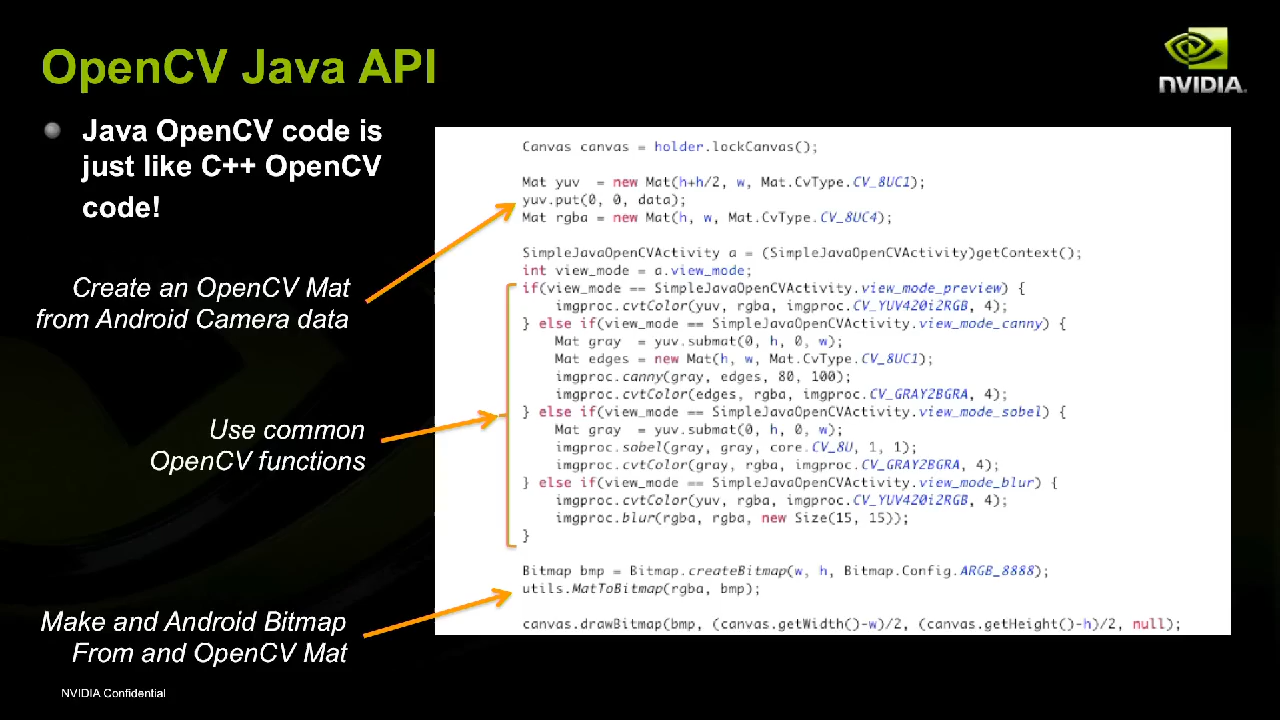 OpenCV Java API
NVIDIA.
Java OpenCV code is
just like C++ OpenCV
code!
Create an OpenCV Mat
from Android Camera data
Use common
OpenCV functions
Make and Android Bitmap
From and OpenCV Mat
Canvas canvas = holder.lockCanvas();
Mat yuv  = new Mat(h+h/2, w, Mat.CvType.CV_8UC1);
yuv.put(0, 0, data);
Mat rgba = new Mat(h, w, Mat.CvType.CV_8UC4);
SimpleJavaOpenCVActivity a = (SimpleJavaOpenCVActivity)getContext();
int view_mode = a.view_mode;
if(view_mode == SimpleJavaOpenCVActivity.view_mode_preview) {
    imgproc.cvtColor(yuv, rgba, imgproc.CV_YUV420i2RGB, 4);
} else if(view_mode == SimpleJavaOpenCVActivity.view_mode_canny) {
    Mat gray  = yuv.submat(0, h, 0, w);
    Mat edges = new Mat(h, w, Mat.CvType.CV_8UC1);
    imgproc.canny(gray, edges, 80, 100);
    imgproc.cvtColor(edges, rgba, imgproc.CV_GRAY2BGRA, 4);
} else if(view_mode == SimpleJavaOpenCVActivity.view_mode_sobel) {
    Mat gray  = yuv.submat(0, h, 0, w);
    imgproc.sobel(gray, gray, core.CV_8U, 1, 1);
    imgproc.cvtColor(gray, rgba, imgproc.CV_GRAY2BGRA, 4);
} else if(view_mode == SimpleJavaOpenCVActivity.view_mode_blur) {
    imgproc.cvtColor(yuv, rgba, imgproc.CV_YUV420i2RGB, 4);
    imgproc.blur(rgba, rgba, new Size(15, 15));
}
Bitmap bmp = Bitmap.createBitmap(w, h, Bitmap.Config.ARGB_8888);
utils.MatToBitmap(rgba, bmp);
canvas.drawBitmap(bmp, (canvas.getWidth()-w)/2, (canvas.getHeight()-h)/2, null);
NVIDIA Confidential